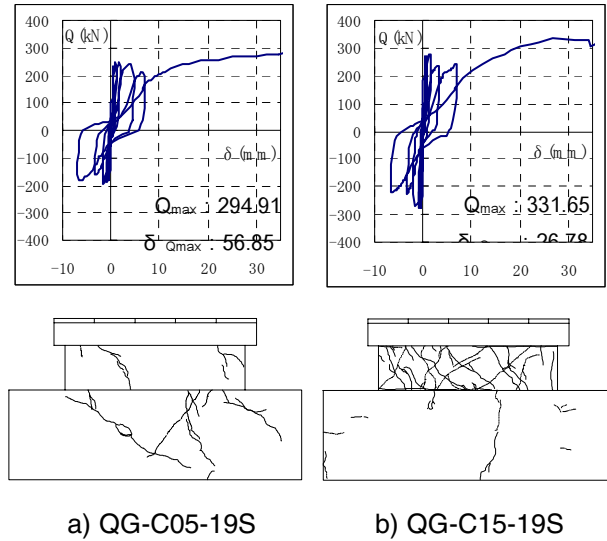 400
Q(kN)
300
200
100
0
-100
δ(mm)
-200
Qmax : 294.91
-300
δ Qmax : 56.85
-400
-10 0 10 20 30
400
Q(kN)
300
200
100
0
-100
δ(mm)
-200
Qmax : 331.65
-300
26.78
-400
-10 0 10 20 30
a) QG-C05-19S
b) QG-C15-19S